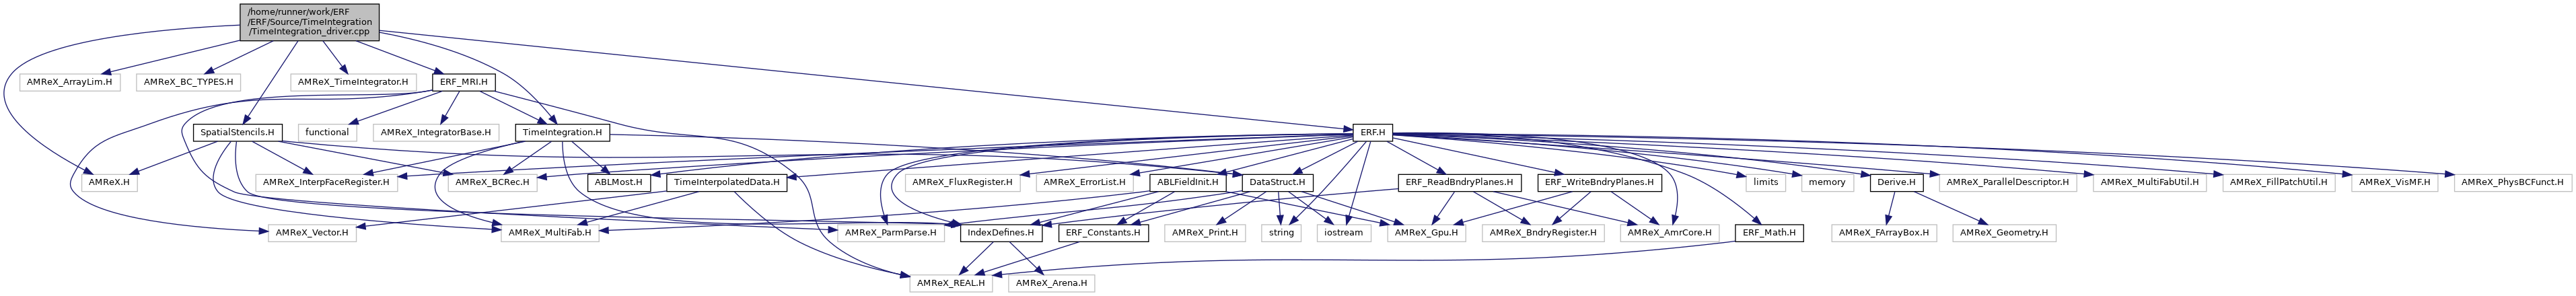 /home/runner/work/ERF
/ERF/Source/TimeIntegration
/TimeIntegration_driver.cpp
AMReX_ArrayLim.H
AMReX_BC_TYPES.H
AMReX_TimeIntegrator.H
ERF_MRI.H
SpatialStencils.H
functional
AMReX_IntegratorBase.H
TimeIntegration.H
ERF.H
AMReX.H
AMReX_InterpFaceRegister.H
AMReX_BCRec.H
ABLMost.H
TimeInterpolatedData.H
AMReX_FluxRegister.H
AMReX_ErrorList.H
ABLFieldInit.H
DataStruct.H
ERF_ReadBndryPlanes.H
ERF_WriteBndryPlanes.H
limits
memory
Derive.H
AMReX_ParallelDescriptor.H
AMReX_MultiFabUtil.H
AMReX_FillPatchUtil.H
AMReX_VisMF.H
AMReX_PhysBCFunct.H
AMReX_Vector.H
AMReX_MultiFab.H
AMReX_ParmParse.H
IndexDefines.H
ERF_Constants.H
AMReX_Print.H
string
iostream
AMReX_Gpu.H
AMReX_BndryRegister.H
AMReX_AmrCore.H
ERF_Math.H
AMReX_FArrayBox.H
AMReX_Geometry.H
AMReX_REAL.H
AMReX_Arena.H